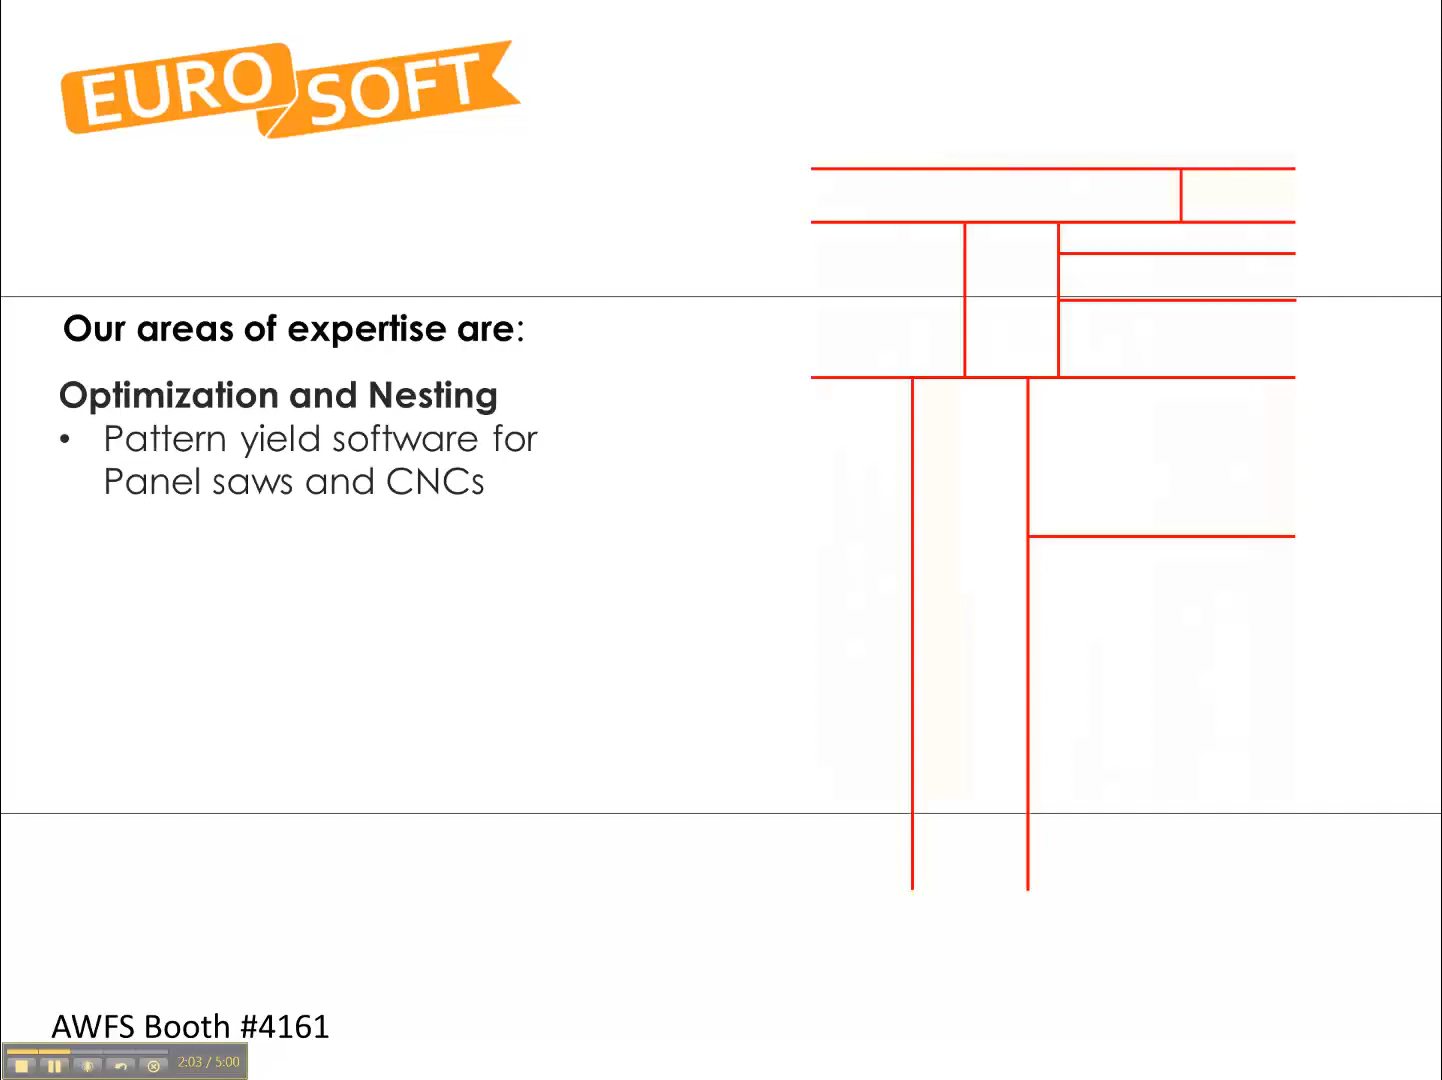 EURO SOFT
Our areas of expertise are:
Optimization and Nesting
• Pattern yield software for
Panel saws and CNCs
AWFS Booth #4161
2:03 / 5:00